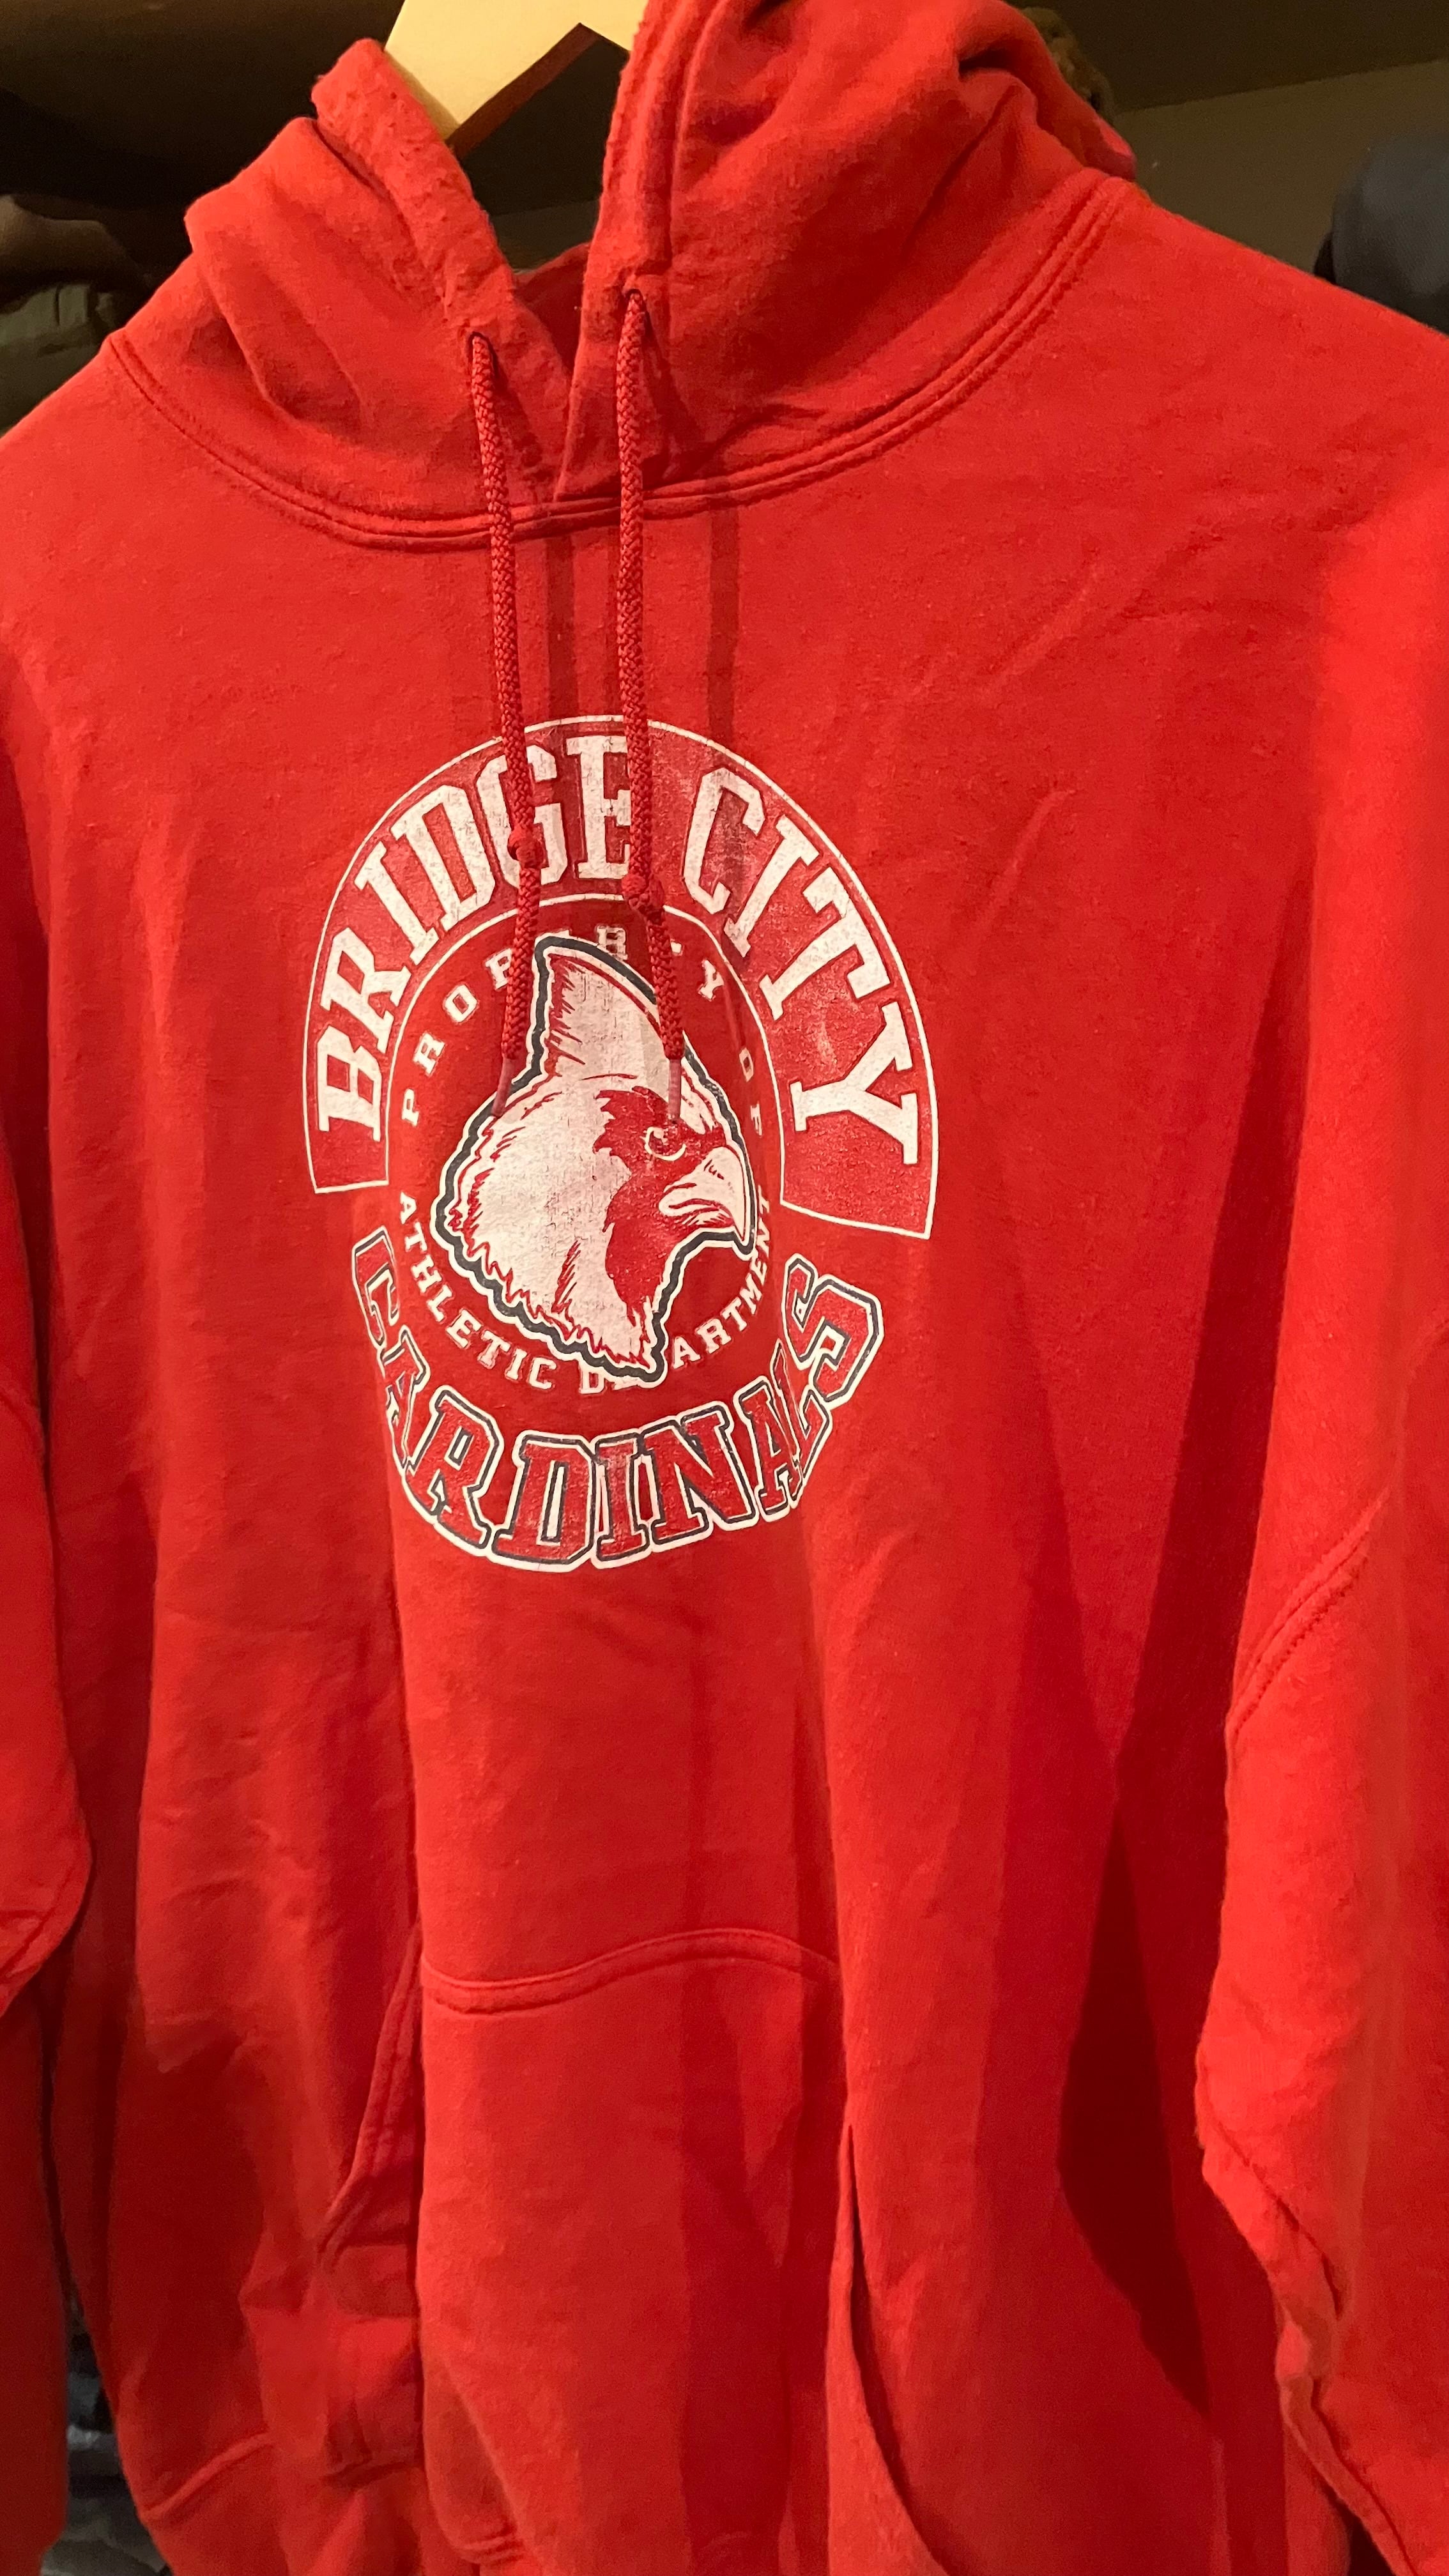 BRIDGE CITY
PROPERTY OF
ATHLETIC DEPARTMENT
CARDINALS